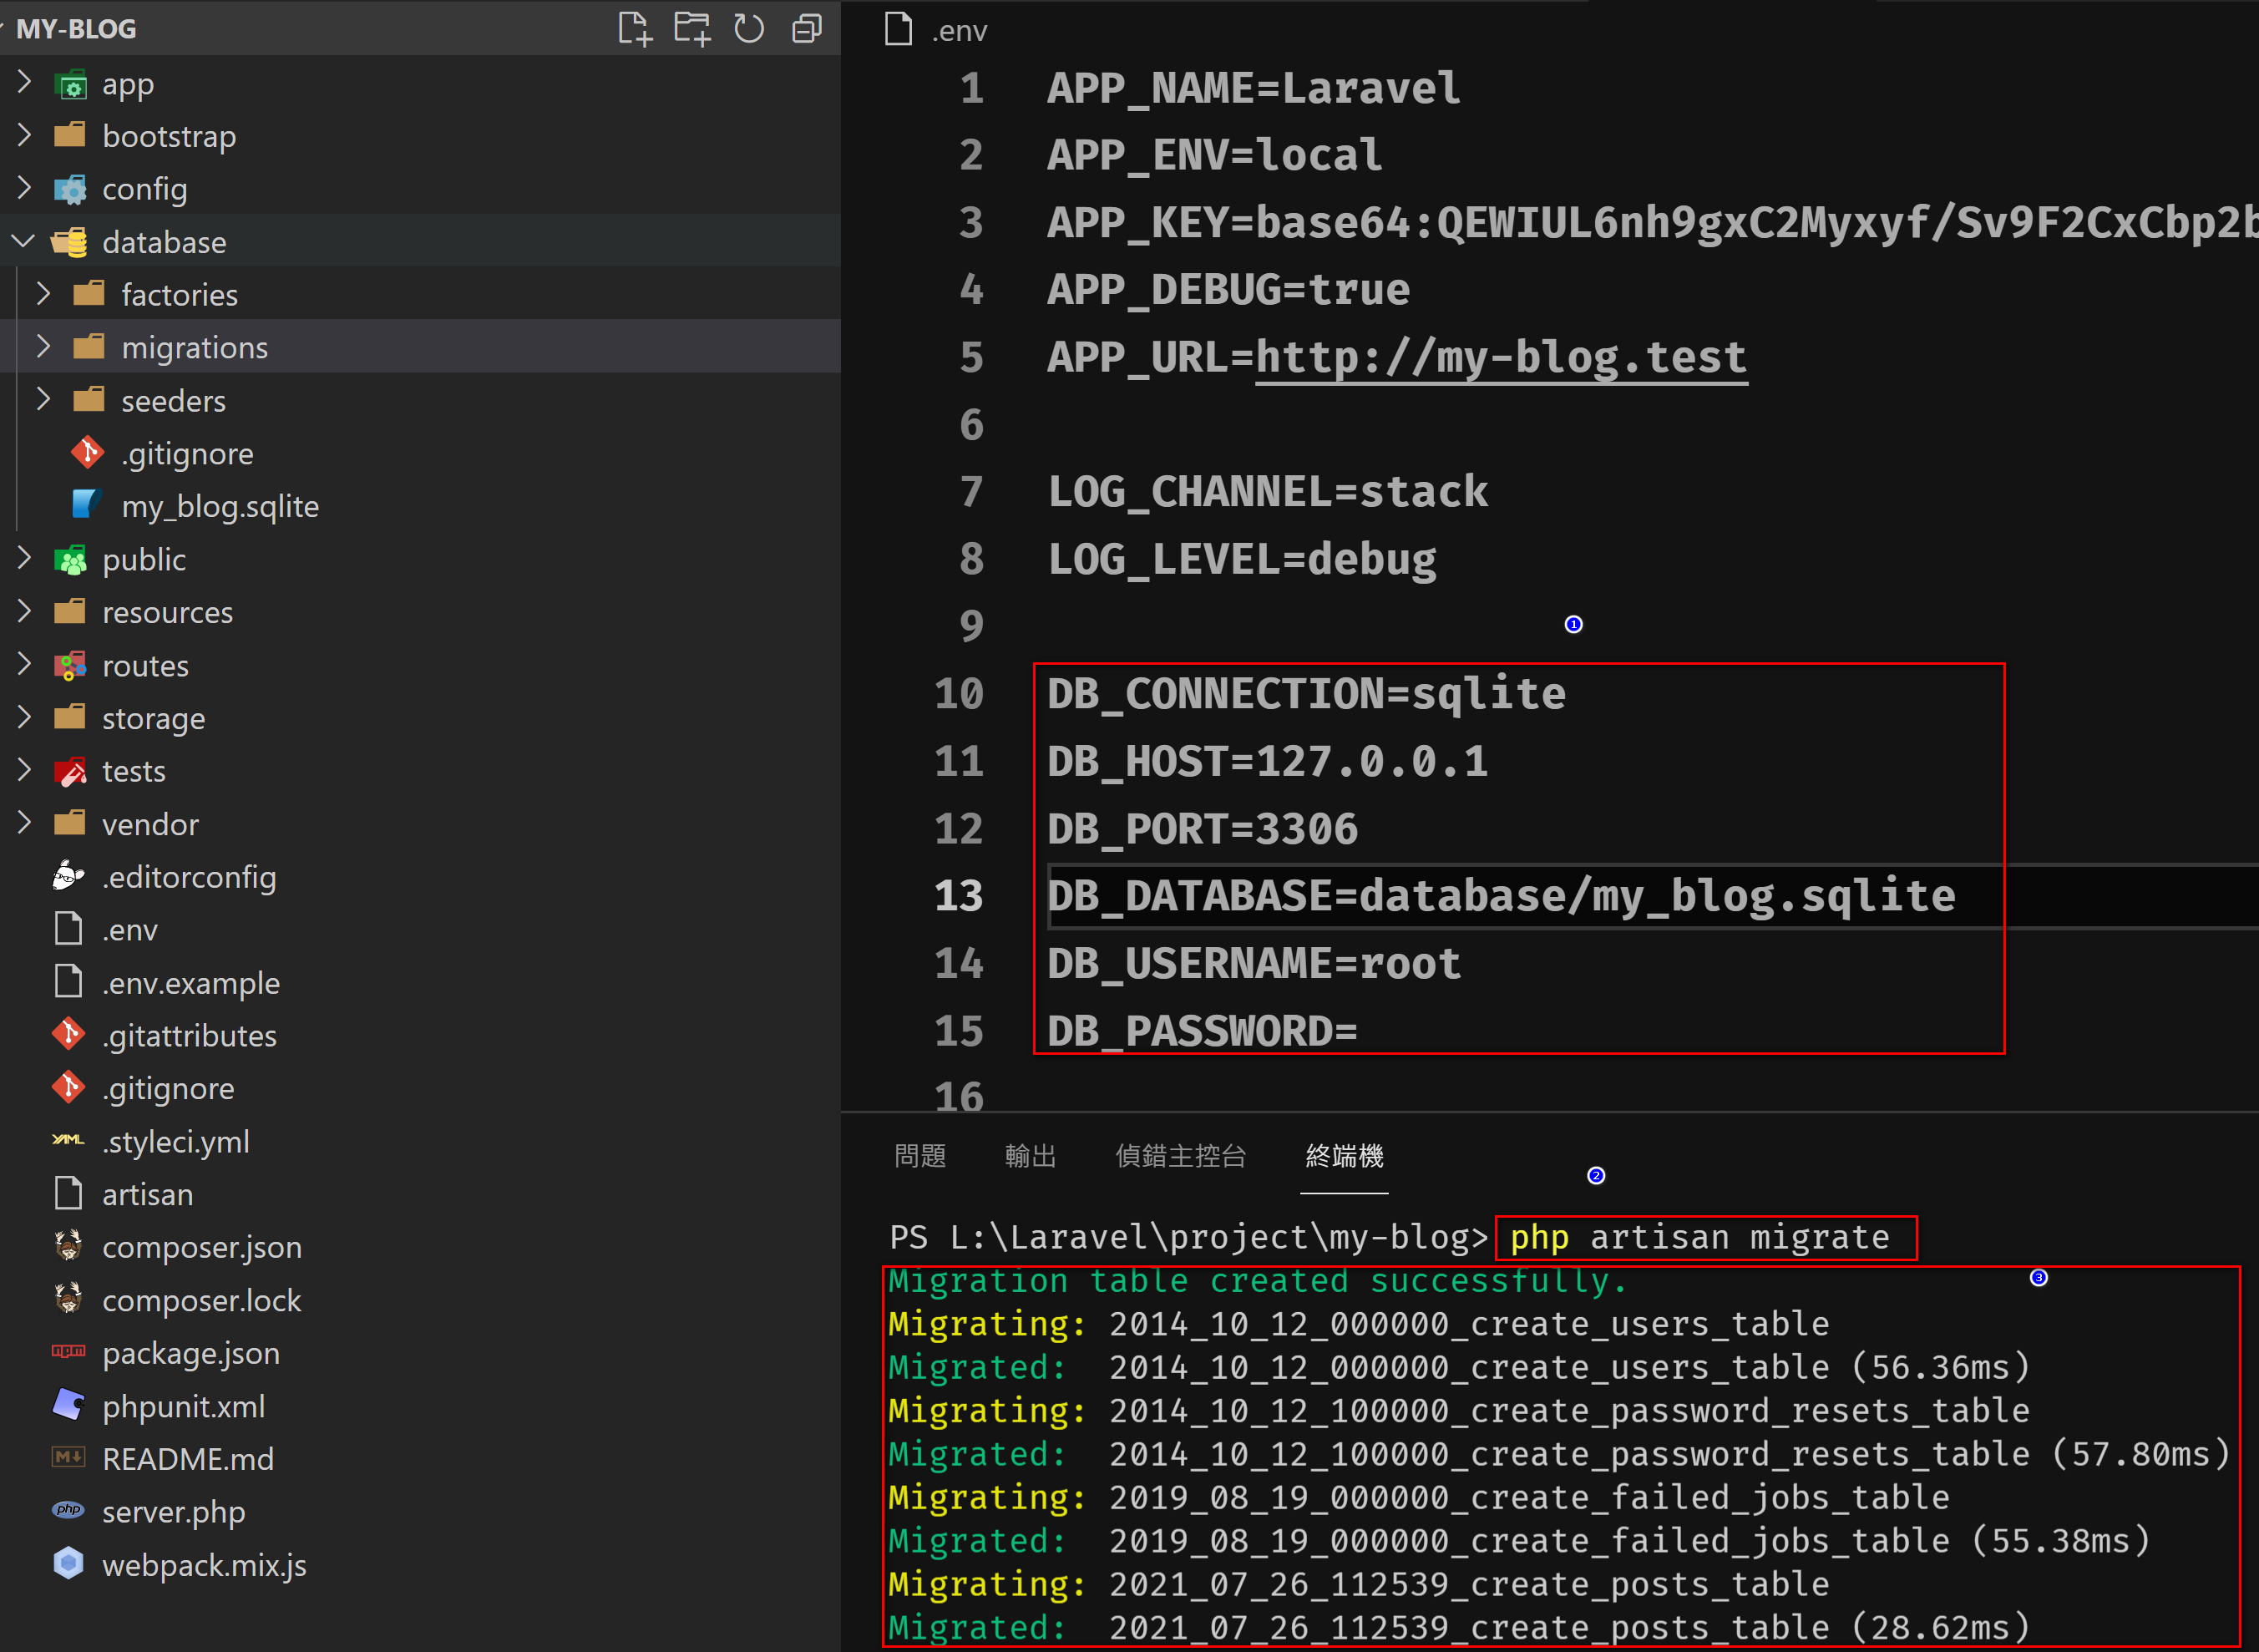 MY-BLOG
app
bootstrap
config
database
factories
migrations
seeders
.gitignore
my_blog.sqlite
public
resources
routes
storage
tests
vendor
.editorconfig
.env
.env.example
.gitattributes
.gitignore
.styleci.yml
artisan
composer.json
composer.lock
package.json
phpunit.xml
README.md
server.php
webpack.mix.js
.env
1 APP_NAME=Laravel
2 APP_ENV=local
3 APP_KEY=base64:QEWIUL6nh9gxC2Myxyf/Sv9F2CxCbp2b
4 APP_DEBUG=true
5 APP_URL=http://my-blog.test
6
7 LOG_CHANNEL=stack
8 LOG_LEVEL=debug
9
1
10 DB_CONNECTION=sqlite
11 DB_HOST=127.0.0.1
12 DB_PORT=3306
13 DB_DATABASE=database/my_blog.sqlite
14 DB_USERNAME=root
15 DB_PASSWORD=
16
問題 輸出 偵錯主控台 終端機
2
PS L:\Laravel\project\my-blog> php artisan migrate
Migration table created successfully.
3
Migrating: 2014_10_12_000000_create_users_table
Migrated: 2014_10_12_000000_create_users_table (56.36ms)
Migrating: 2014_10_12_100000_create_password_resets_table
Migrated: 2014_10_12_100000_create_password_resets_table (57.80ms)
Migrating: 2019_08_19_000000_create_failed_jobs_table
Migrated: 2019_08_19_000000_create_failed_jobs_table (55.38ms)
Migrating: 2021_07_26_112539_create_posts_table
Migrated: 2021_07_26_112539_create_posts_table (28.62ms)